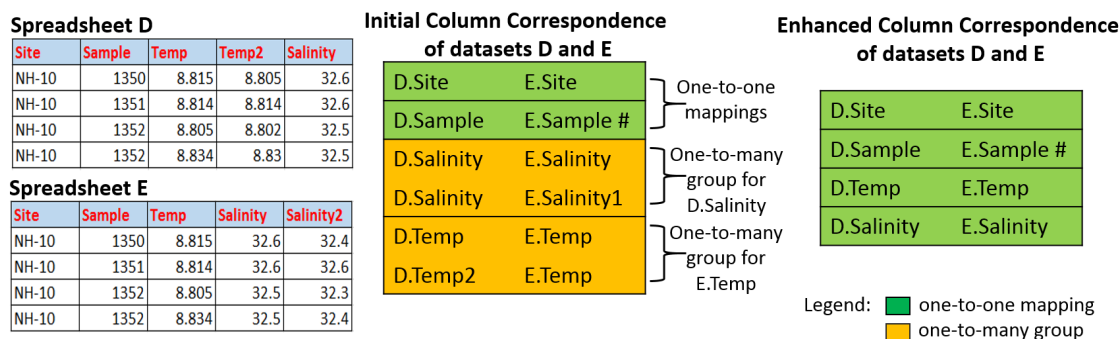 Spreadsheet D
Site Sample Temp Temp2 Salinity
NH-10 1350 8.815 8.805 32.6
NH-10 1351 8.814 8.814 32.6
NH-10 1352 8.805 8.802 32.5
NH-10 1352 8.834 8.83 32.5
Spreadsheet E
Site Sample Temp Salinity Salinity2
NH-10 1350 8.815 32.6 32.4
NH-10 1351 8.814 32.6 32.6
NH-10 1352 8.805 32.5 32.3
NH-10 1352 8.834 32.5 32.4
Initial Column Correspondence
of datasets D and E
D.Site E.Site
D.Sample E.Sample #
One-to-one
mappings
D.Salinity E.Salinity
D.Salinity E.Salinity1
One-to-many
group for
D.Salinity
D.Temp E.Temp
D.Temp2 E.Temp
One-to-many
group for
E.Temp
Enhanced Column Correspondence
of datasets D and E
D.Site E.Site
D.Sample E.Sample #
D.Temp E.Temp
D.Salinity E.Salinity
Legend: one-to-one mapping
one-to-many group